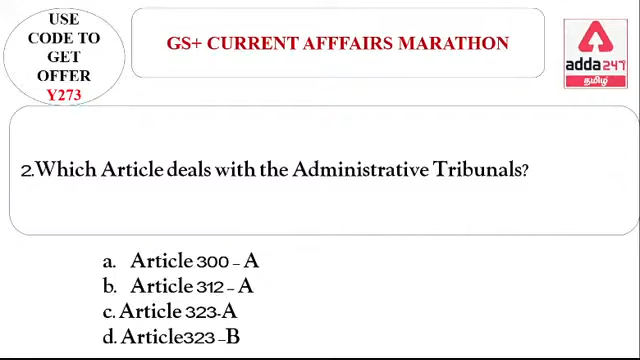 USE
CODE TO
GET
OFFER
Y273
GS+ CURRENT AFFFAIRS MARATHON
adda247
தமிழ்
2.Which Article deals with the Administrative Tribunals?
a. Article 300 – A
b. Article 312 – A
c. Article 323-A
d. Article323 –B